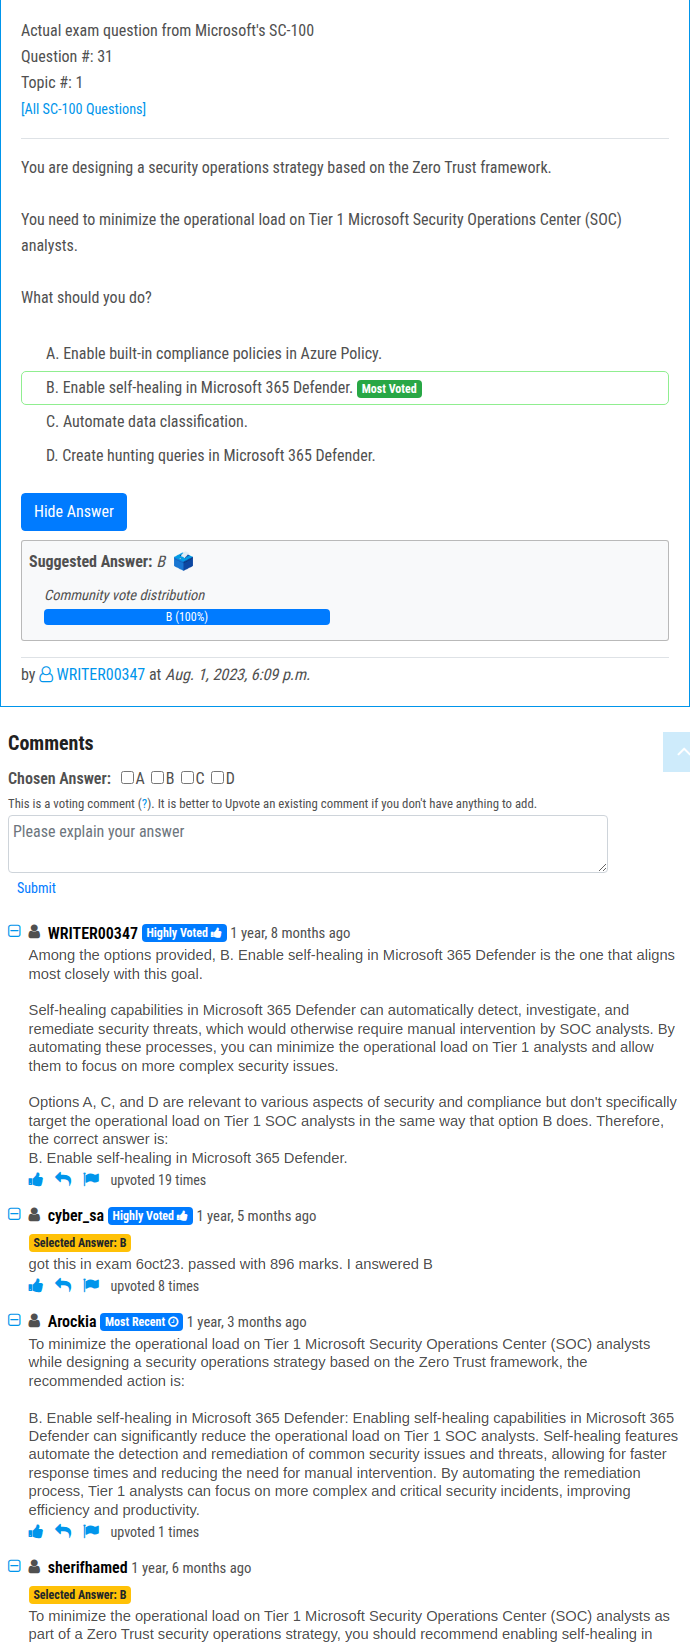 Actual exam question from Microsoft's SC-100
Question #: 31
Topic #: 1
[All SC-100 Questions]
You are designing a security operations strategy based on the Zero Trust framework.
You need to minimize the operational load on Tier 1 Microsoft Security Operations Center (SOC)
analysts.
What should you do?
A. Enable built-in compliance policies in Azure Policy.
B. Enable self-healing in Microsoft 365 Defender. Most Voted
C. Automate data classification.
D. Create hunting queries in Microsoft 365 Defender.
Hide Answer
Suggested Answer: B
Community vote distribution
B (100%)
by WRITER00347 at Aug. 1, 2023, 6:09 p.m.
Comments
Chosen Answer: A B C D
This is a voting comment (?). It is better to Upvote an existing comment if you don't have anything to add.
Please explain your answer
Submit
WRITER00347 Highly Voted 1 year, 8 months ago
Among the options provided, B. Enable self-healing in Microsoft 365 Defender is the one that aligns
most closely with this goal.
Self-healing capabilities in Microsoft 365 Defender can automatically detect, investigate, and
remediate security threats, which would otherwise require manual intervention by SOC analysts. By
automating these processes, you can minimize the operational load on Tier 1 analysts and allow
them to focus on more complex security issues.
Options A, C, and D are relevant to various aspects of security and compliance but don't specifically
target the operational load on Tier 1 SOC analysts in the same way that option B does. Therefore,
the correct answer is:
B. Enable self-healing in Microsoft 365 Defender.
upvoted 19 times
cyber_sa Highly Voted 1 year, 5 months ago
Selected Answer: B
got this in exam 6oct23. passed with 896 marks. I answered B
upvoted 8 times
Arockia Most Recent 1 year, 3 months ago
To minimize the operational load on Tier 1 Microsoft Security Operations Center (SOC) analysts
while designing a security operations strategy based on the Zero Trust framework, the
recommended action is:
B. Enable self-healing in Microsoft 365 Defender: Enabling self-healing capabilities in Microsoft 365
Defender can significantly reduce the operational load on Tier 1 SOC analysts. Self-healing features
automate the detection and remediation of common security issues and threats, allowing for faster
response times and reducing the need for manual intervention. By automating the remediation
process, Tier 1 analysts can focus on more complex and critical security incidents, improving
efficiency and productivity.
upvoted 1 times
sherifhamed 1 year, 6 months ago
Selected Answer: B
To minimize the operational load on Tier 1 Microsoft Security Operations Center (SOC) analysts as
part of a Zero Trust security operations strategy, you should recommend enabling self-healing in